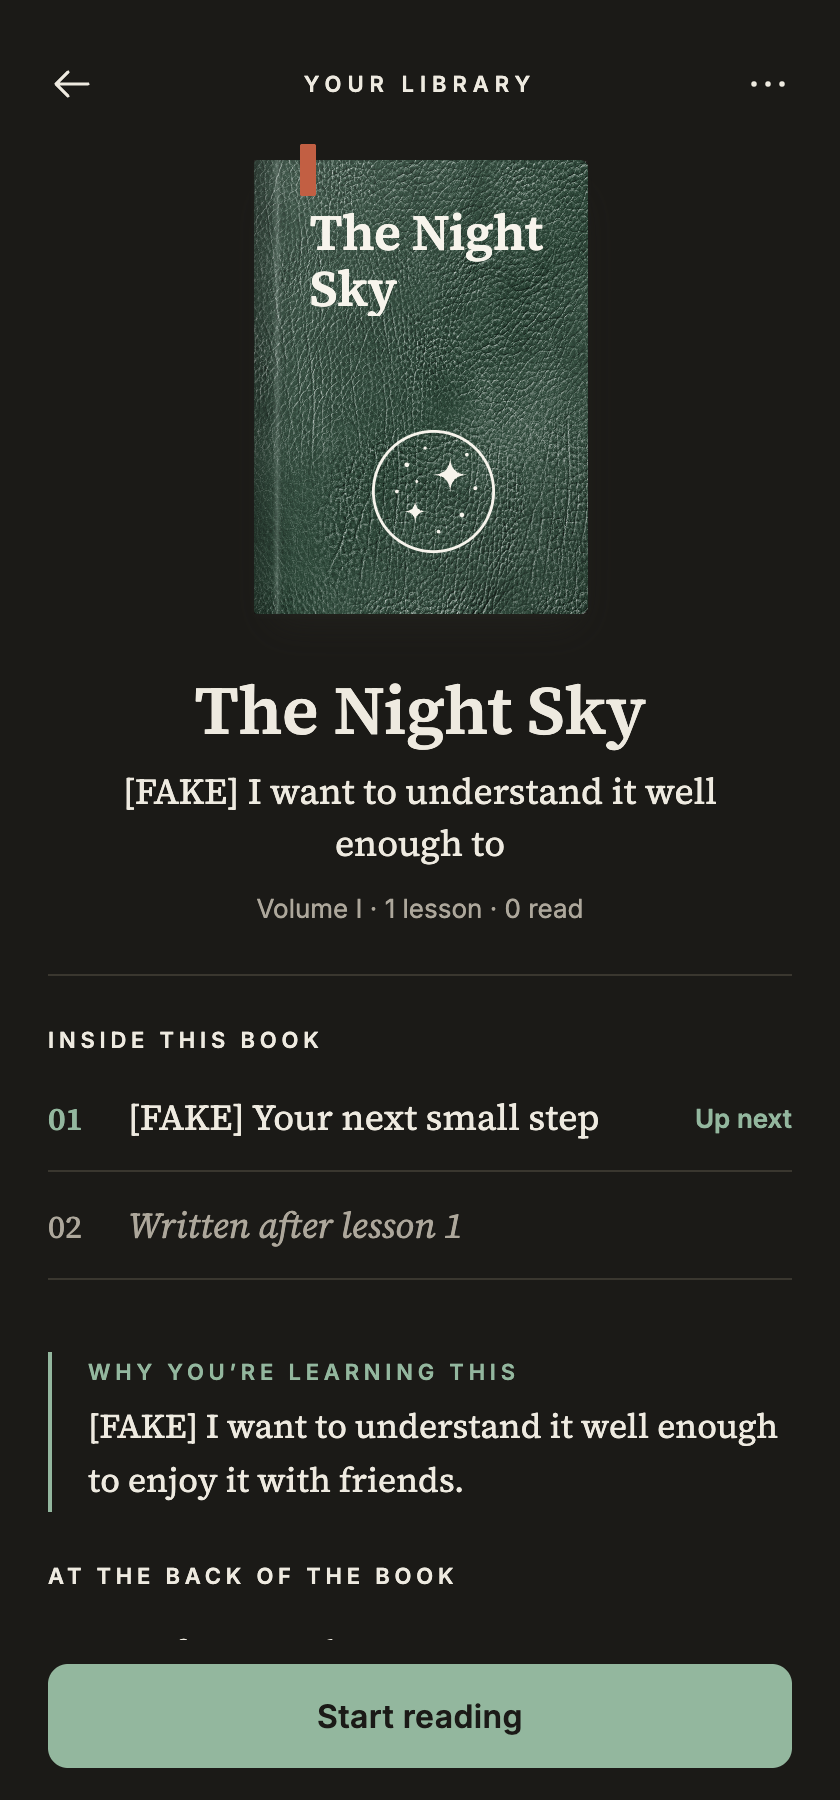 YOUR LIBRARY
The Night
Sky
The Night Sky
[FAKE] I want to understand it well
enough to
Volume I · 1 lesson · 0 read
INSIDE THIS BOOK
01 [FAKE] Your next small step Up next
02 Written after lesson 1
WHY YOU’RE LEARNING THIS
[FAKE] I want to understand it well enough
to enjoy it with friends.
AT THE BACK OF THE BOOK
Start reading